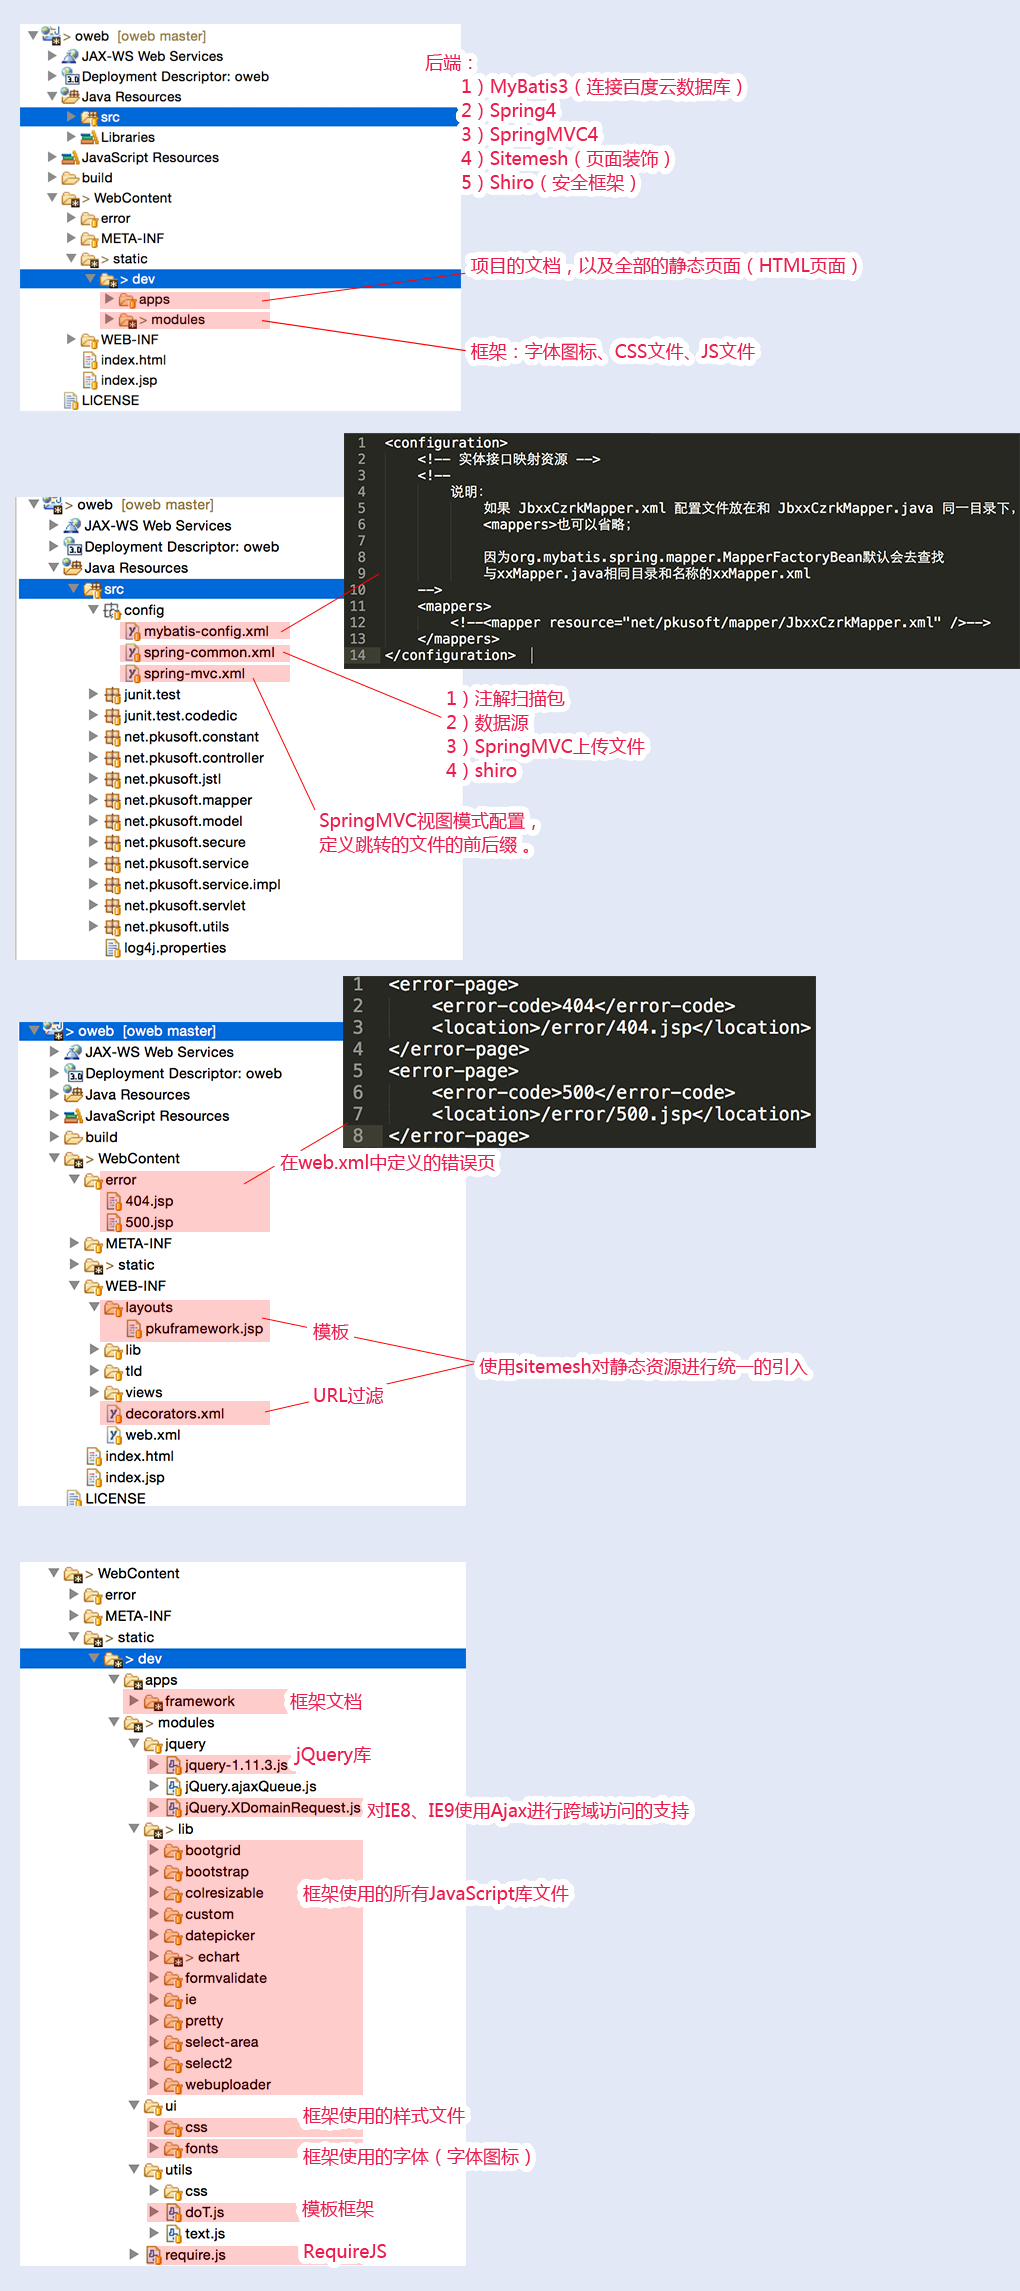 > oweb [oweb master]
JAX-WS Web Services
Deployment Descriptor: oweb
Java Resources
src
Libraries
JavaScript Resources
build
> WebContent
error
META-INF
> static
> dev
apps
> modules
WEB-INF
index.html
index.jsp
LICENSE
后端：
1）MyBatis3（连接百度云数据库）
2）Spring4
3）SpringMVC4
4）Sitemesh（页面装饰）
5）Shiro（安全框架）
项目的文档，以及全部的静态页面（HTML页面）
框架：字体图标、CSS文件、JS文件
1 <configuration>
2 <!-- 实体接口映射资源 -->
3 <!--
4 说明：
5 如果 JbxxCzrkMapper.xml 配置文件放在和 JbxxCzrkMapper.java 同一目录下，
6 <mappers>也可以省略；
7
8 因为org.mybatis.spring.mapper.MapperFactoryBean默认会去查找
9 与xxMapper.java相同目录和名称的xxMapper.xml
10 -->
11 <mappers>
12 <!--<mapper resource="net/pkusoft/mapper/JbxxCzrkMapper.xml" />-->
13 </mappers>
14 </configuration>
> oweb [oweb master]
JAX-WS Web Services
Deployment Descriptor: oweb
Java Resources
src
config
mybatis-config.xml
spring-common.xml
spring-mvc.xml
junit.test
junit.test.codedic
net.pkusoft.constant
net.pkusoft.controller
net.pkusoft.jstl
net.pkusoft.mapper
net.pkusoft.model
net.pkusoft.secure
net.pkusoft.service
net.pkusoft.service.impl
net.pkusoft.servlet
net.pkusoft.utils
log4j.properties
1）注解扫描包
2）数据源
3）SpringMVC上传文件
4）shiro
SpringMVC视图模式配置，
定义跳转的文件的前后缀。
1 <error-page>
2 <error-code>404</error-code>
3 <location>/error/404.jsp</location>
4 </error-page>
5 <error-page>
6 <error-code>500</error-code>
7 <location>/error/500.jsp</location>
8 </error-page>
> oweb [oweb master]
JAX-WS Web Services
Deployment Descriptor: oweb
Java Resources
JavaScript Resources
build
> WebContent
error
404.jsp
500.jsp
META-INF
> static
WEB-INF
layouts
pkuframework.jsp
lib
tld
views
decorators.xml
web.xml
index.html
index.jsp
LICENSE
在web.xml中定义的错误页
模板
使用sitemesh对静态资源进行统一的引入
URL过滤
> WebContent
error
META-INF
> static
> dev
apps
framework 框架文档
> modules
jquery
jquery-1.11.3.js jQuery库
jQuery.ajaxQueue.js
jQuery.XDomainRequest.js 对IE8、IE9使用Ajax进行跨域访问的支持
> lib
bootgrid
bootstrap
colresizable 框架使用的所有JavaScript库文件
custom
datepicker
> echart
formvalidate
ie
pretty
select-area
select2
webuploader
ui
css 框架使用的样式文件
fonts 框架使用的字体（字体图标）
utils
css
doT.js 模板框架
text.js
require.js RequireJS